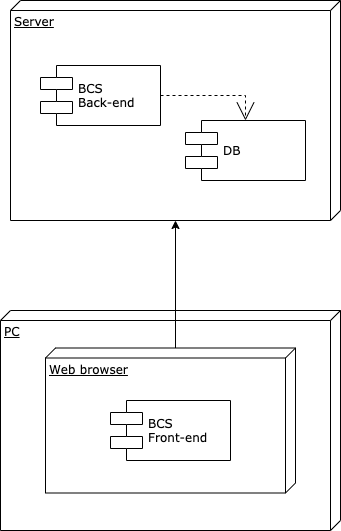 Server
BCS
Back-end
DB
PC
Web browser
BCS
Front-end